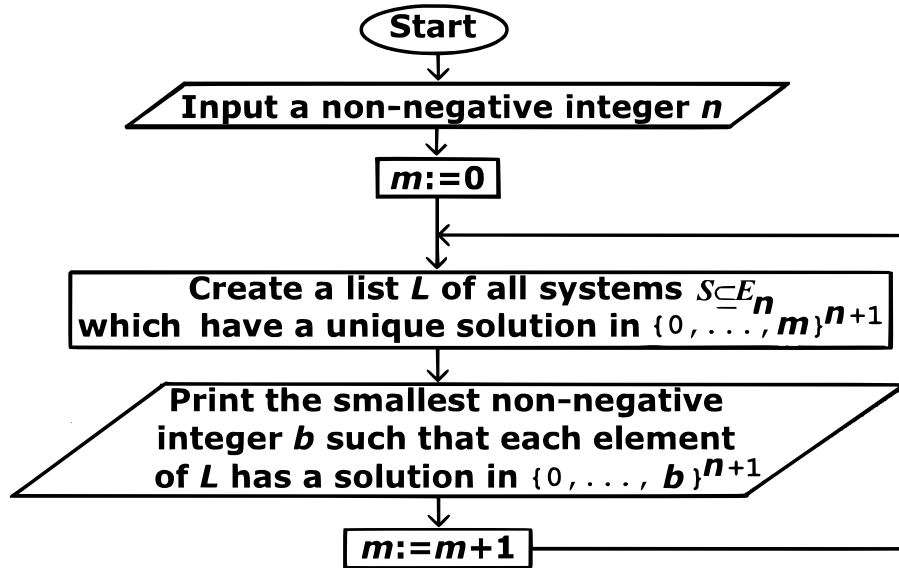 Start
Input a non-negative integer n
m:=0
Create a list L of all systems S⊆Eₙ
which have a unique solution in {0,...,m}ⁿ⁺¹
Print the smallest non-negative
integer b such that each element
of L has a solution in {0,..., b}ⁿ⁺¹
m:=m+1